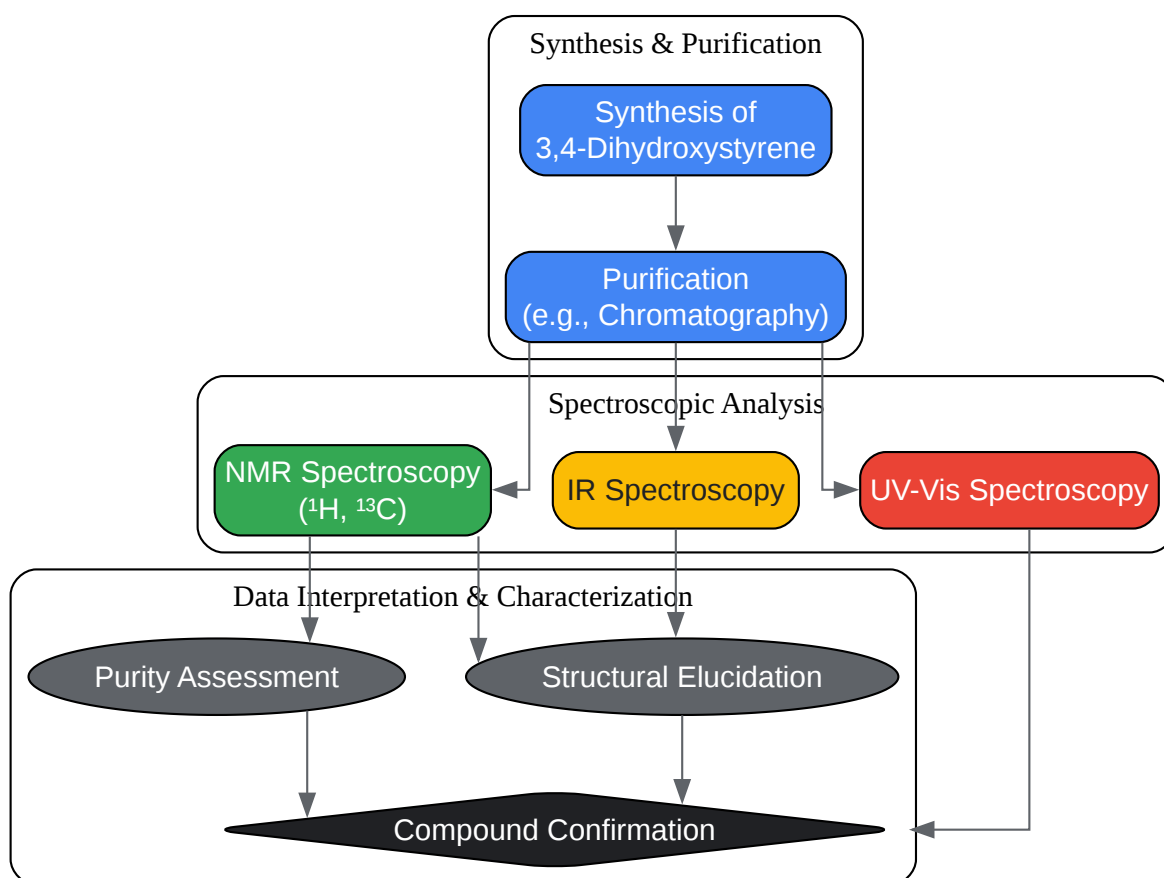 Synthesis & Purification
Synthesis of
3,4-Dihydroxystyrene
Purification
(e.g., Chromatography)
Spectroscopic Analysis
NMR Spectroscopy
(¹H, ¹³C)
IR Spectroscopy
UV-Vis Spectroscopy
Data Interpretation & Characterization
Purity Assessment
Structural Elucidation
Compound Confirmation